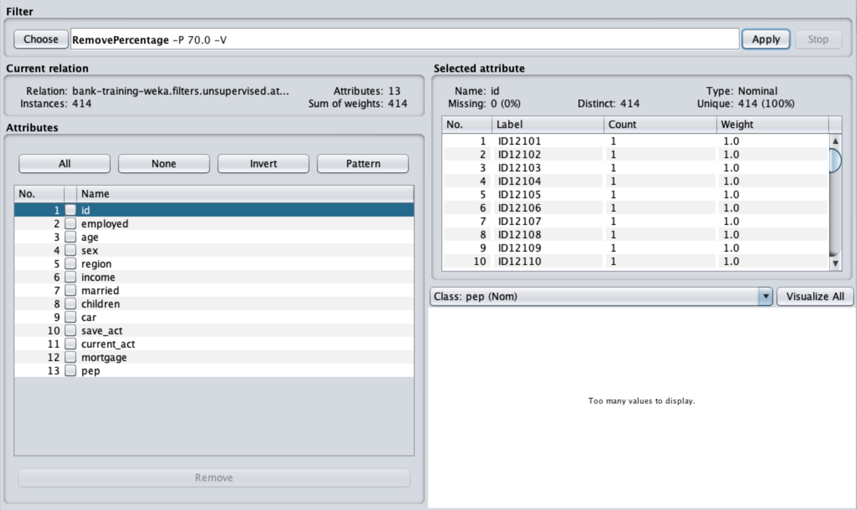 Filter
Choose RemovePercentage -P 70.0 -V Apply Stop
Current relation
Relation: bank-training-weka.filters.unsupervised.at... Attributes: 13
Instances: 414 Sum of weights: 414
Attributes
All None Invert Pattern
No. Name
1 id
2 employed
3 age
4 sex
5 region
6 income
7 married
8 children
9 car
10 save_act
11 current_act
12 mortgage
13 pep
Remove
Selected attribute
Name: id Type: Nominal
Missing: 0 (0%) Distinct: 414 Unique: 414 (100%)
No. Label Count Weight
1 ID12101 1 1.0
2 ID12102 1 1.0
3 ID12103 1 1.0
4 ID12104 1 1.0
5 ID12105 1 1.0
6 ID12106 1 1.0
7 ID12107 1 1.0
8 ID12108 1 1.0
9 ID12109 1 1.0
10 ID12110 1 1.0
Class: pep (Nom) Visualize All
Too many values to display.